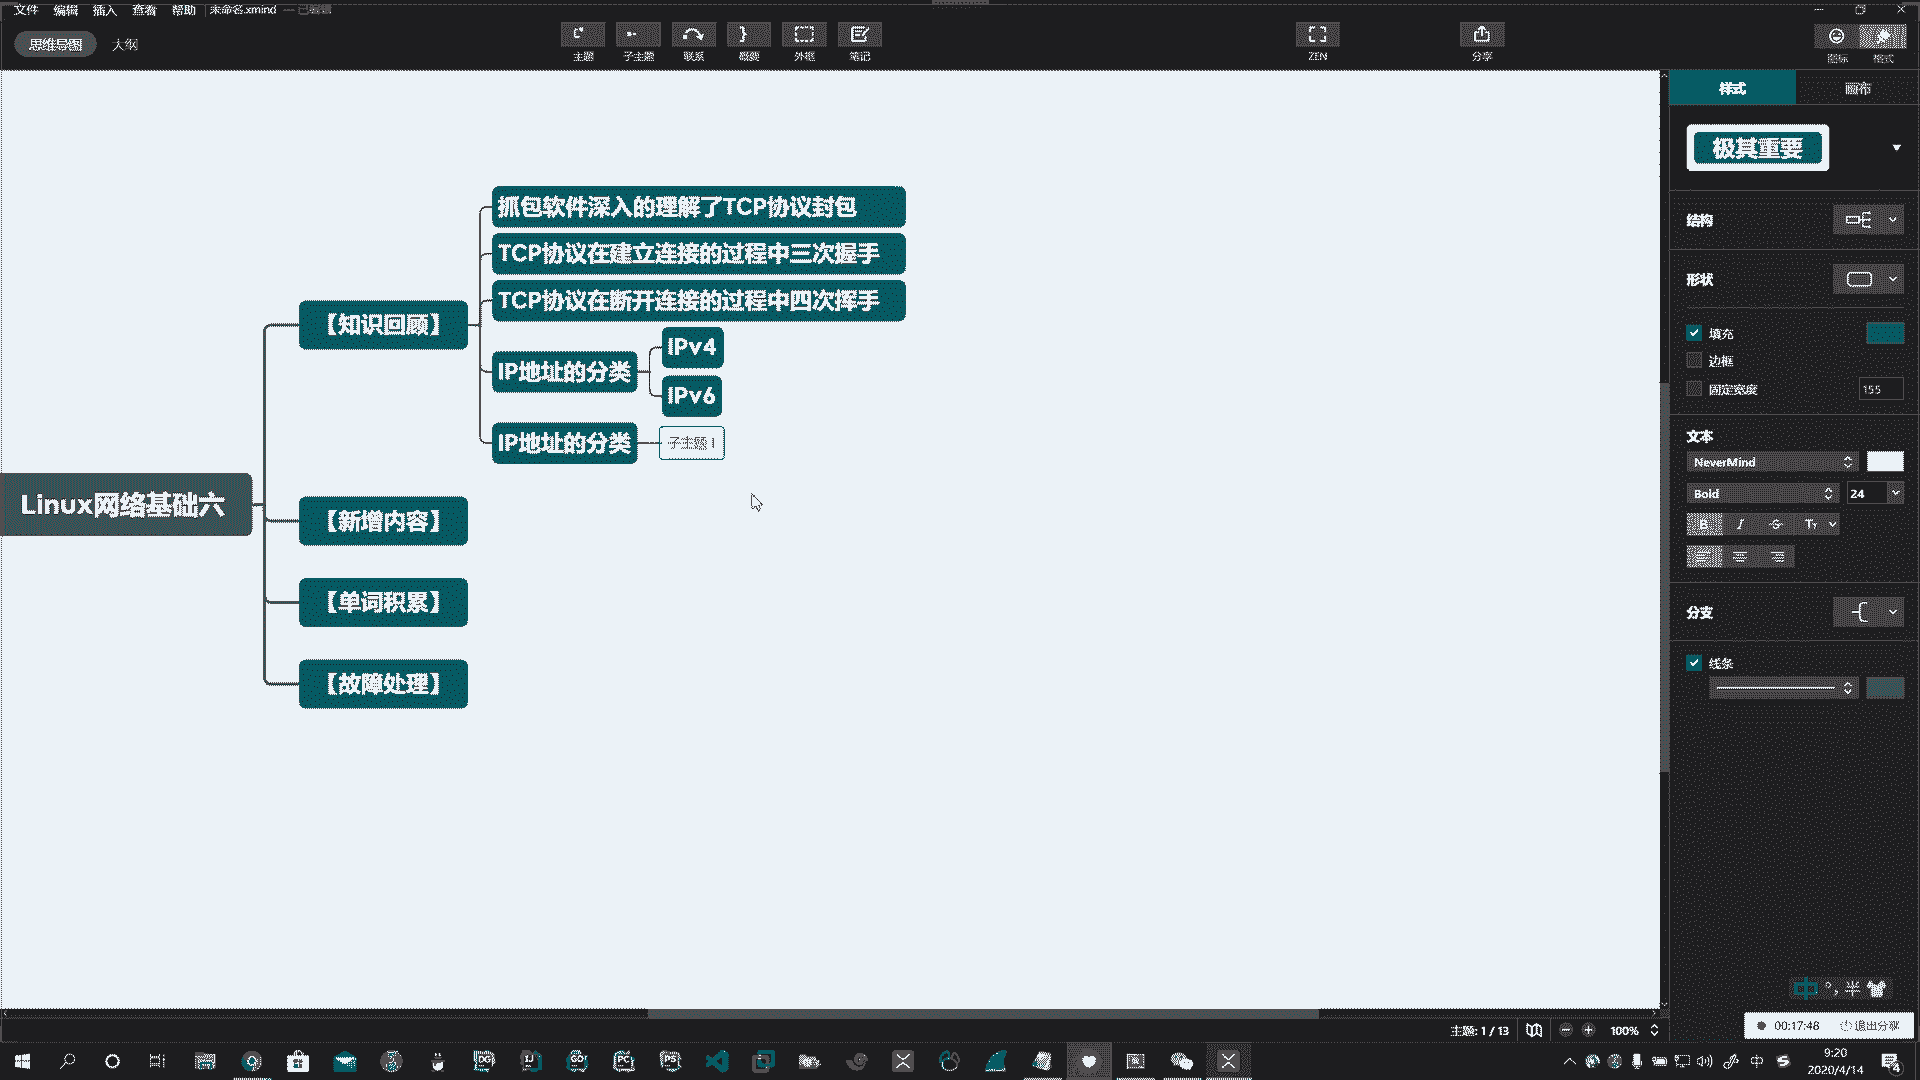 文件 编辑 插入 查看 帮助 未命名.xmind — 已编辑
思维导图 大纲
主题 子主题 联系 概要 外框 笔记 ZEN 分享 图标 格式
样式 画布
极其重要
结构
形状
填充
边框
固定宽度 155
文本
NeverMind
Bold 24
B I S Tт
分支
线条
Linux网络基础六
【知识回顾】
抓包软件深入的理解了TCP协议封包
TCP协议在建立连接的过程中三次握手
TCP协议在断开连接的过程中四次挥手
IP地址的分类
IPv4
IPv6
IP地址的分类
子主题 1
【新增内容】
【单词积累】
【故障处理】
中 °, 半
主题: 1 / 13 100%
00:17:48 退出分享
DG IJ GO PC PS
中
9:20
2020/4/14
4